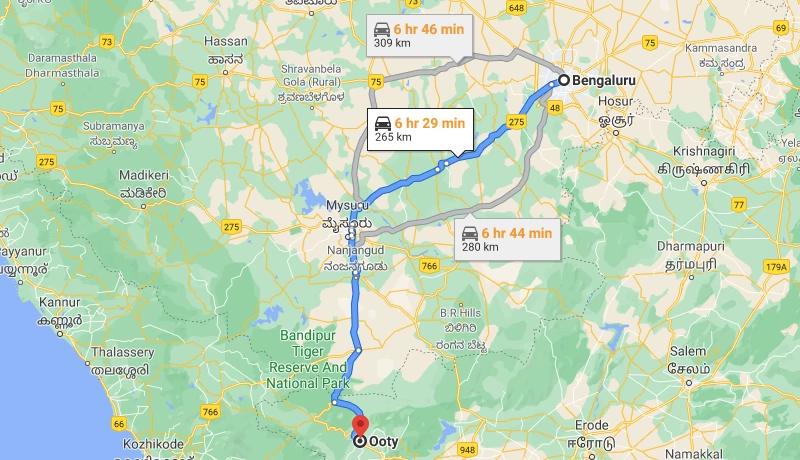 648
73
69
Hassan
ಹಾಸನ
6 hr 46 min
309 km
75
Kammasandra
ಕಮ್ಮಸಂದ್ರ
Daramasthala
Dharmasthala
Shravanbela
Gola (Rural)
ಶ್ರವಣಬೆಳಗೊಳ
75
75
Bengaluru
48
Hosur
ஒசூர்
75
Subramanya
ಸುಬ್ರಮಣ್ಯ
6 hr 29 min
265 km
275
275
Krishnagiri
கிருஷ்ணகிரி
Madikeri
ಮಡಿಕೇರಿ
Mysuru
ಮೈಸೂರು
77
275
6 hr 44 min
280 km
Nanjangud
ನಂಜನಗೂಡು
766
Dharmapuri
தர்மபுரி
179A
Kannur
കണ്ണൂർ
B.R.Hills
ಬಿಳಿಗಿರಿ
ರಂಗನ ಬೆಟ್ಟ
Bandipur
Tiger
Reserve And
National Park
Thalassery
തലശ്ശേരി
Salem
சேலம்
766
66
Kozhikode
Ooty
948
Erode
ஈரோடு
Namakkal